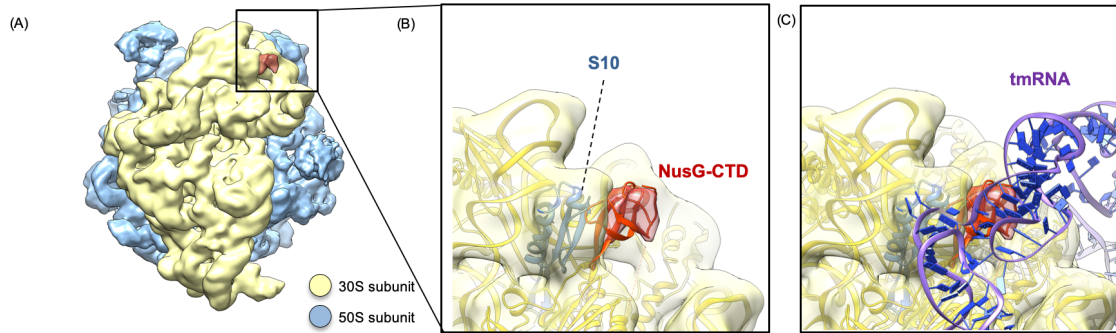 (A)
(B)
(C)
S10
tmRNA
NusG-CTD
30S subunit
50S subunit